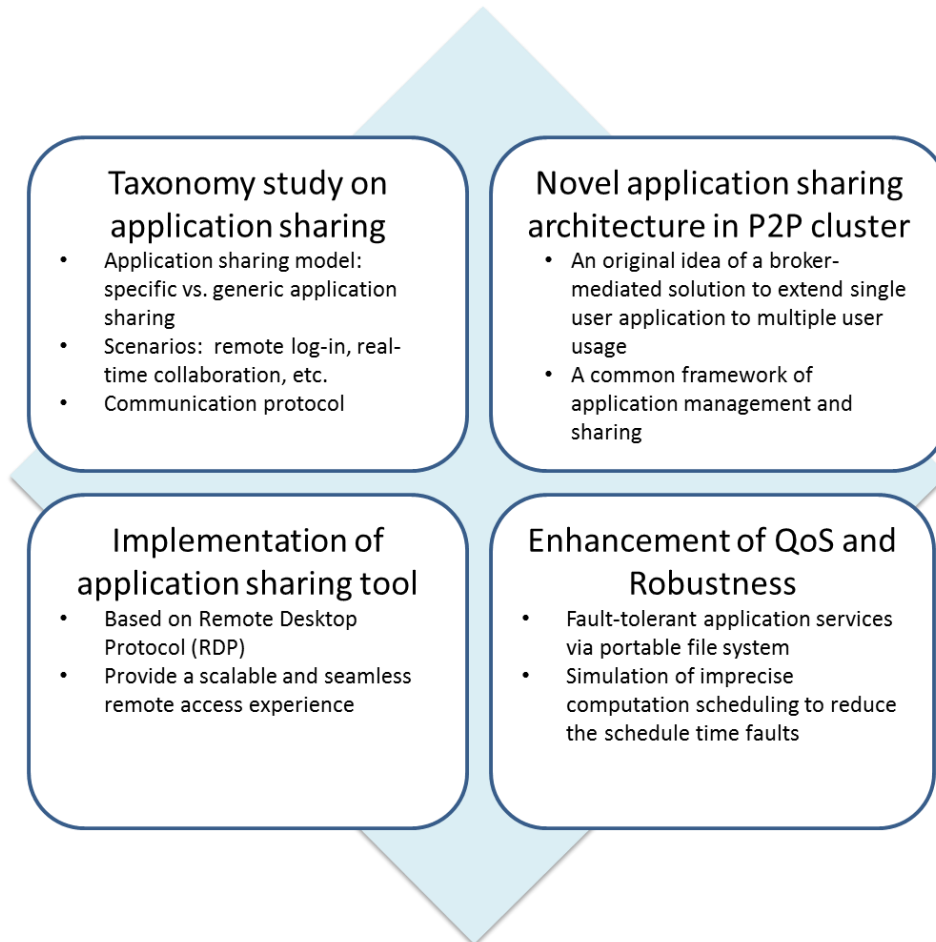 Taxonomy study on
application sharing
• Application sharing model:
specific vs. generic application
sharing
• Scenarios: remote log-in, real-
time collaboration, etc.
• Communication protocol
Novel application sharing
architecture in P2P cluster
• An original idea of a broker-
mediated solution to extend single
user application to multiple user
usage
• A common framework of
application management and
sharing
Implementation of
application sharing tool
• Based on Remote Desktop
Protocol (RDP)
• Provide a scalable and seamless
remote access experience
Enhancement of QoS and
Robustness
• Fault-tolerant application services
via portable file system
• Simulation of imprecise
computation scheduling to reduce
the schedule time faults